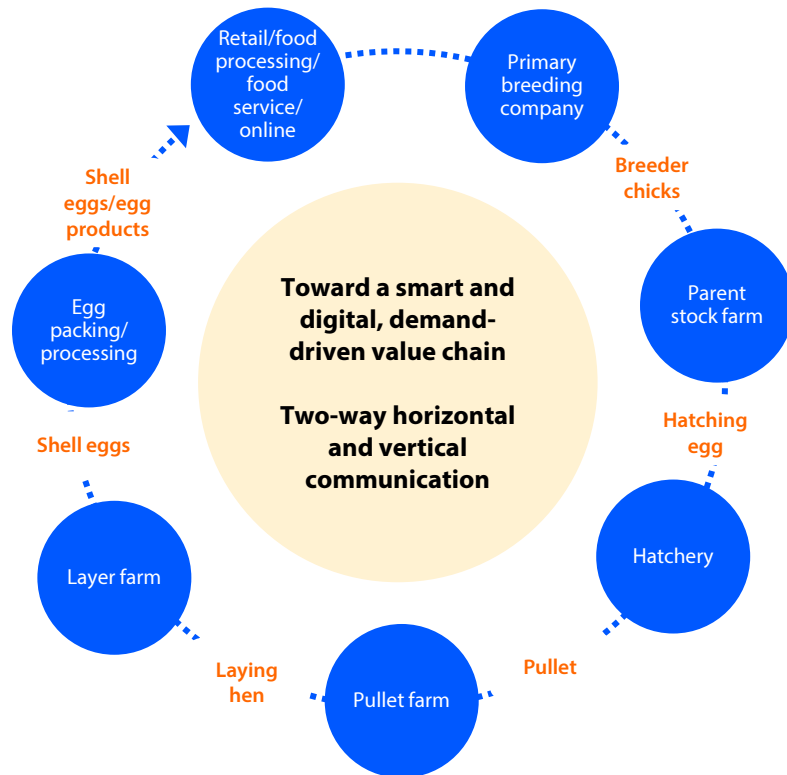 Retail/food
processing/
food
service/
online
Primary
breeding
company
Breeder
chicks
Parent
stock farm
Hatching
egg
Hatchery
Pullet
Pullet farm
Laying
hen
Layer farm
Shell eggs
Egg
packing/
processing
Shell
eggs/egg
products
Toward a smart and
digital, demand-
driven value chain
Two-way horizontal
and vertical
communication